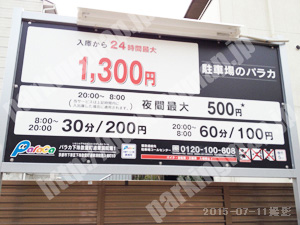 入庫から24時間最大
1,300円
駐車場のパラカ
20:00～8:00
夜間最大 500円*
8:00～20:00 30分/200円
20:00～8:00 60分/100円
Paraca
0120-100-608
2015-07-11撮影